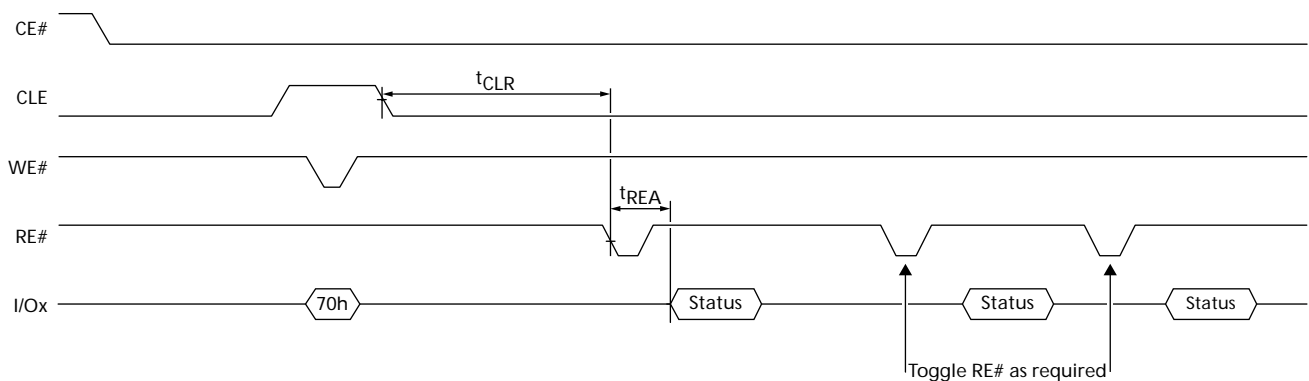 CE#
CLE
tCLR
WE#
tREA
RE#
I/Ox
70h
Status
Status
Status
Toggle RE# as required